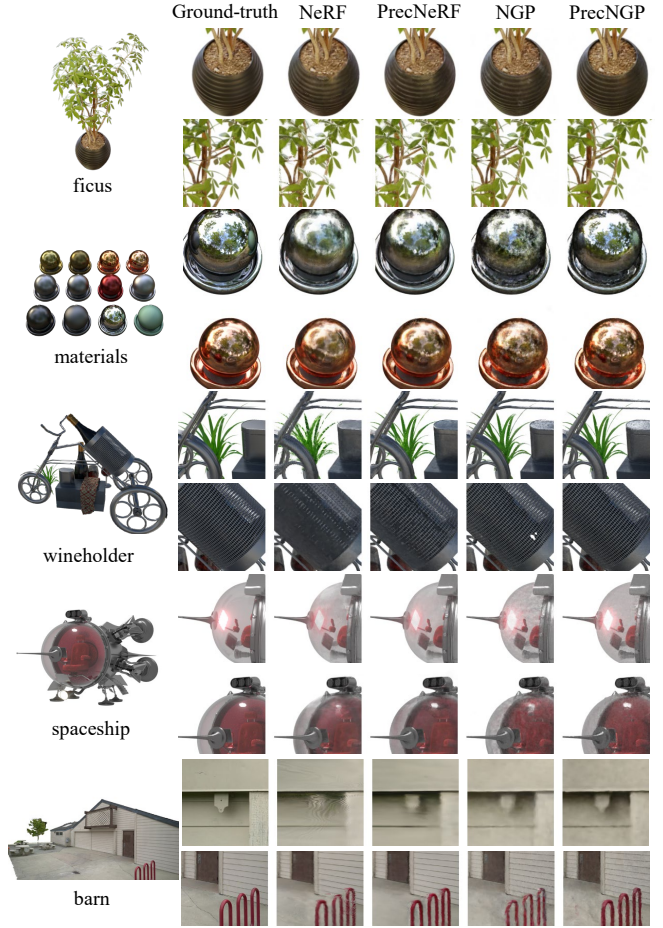 Ground-truth NeRF PrecNeRF NGP PrecNGP
ficus
materials
wineholder
spaceship
barn